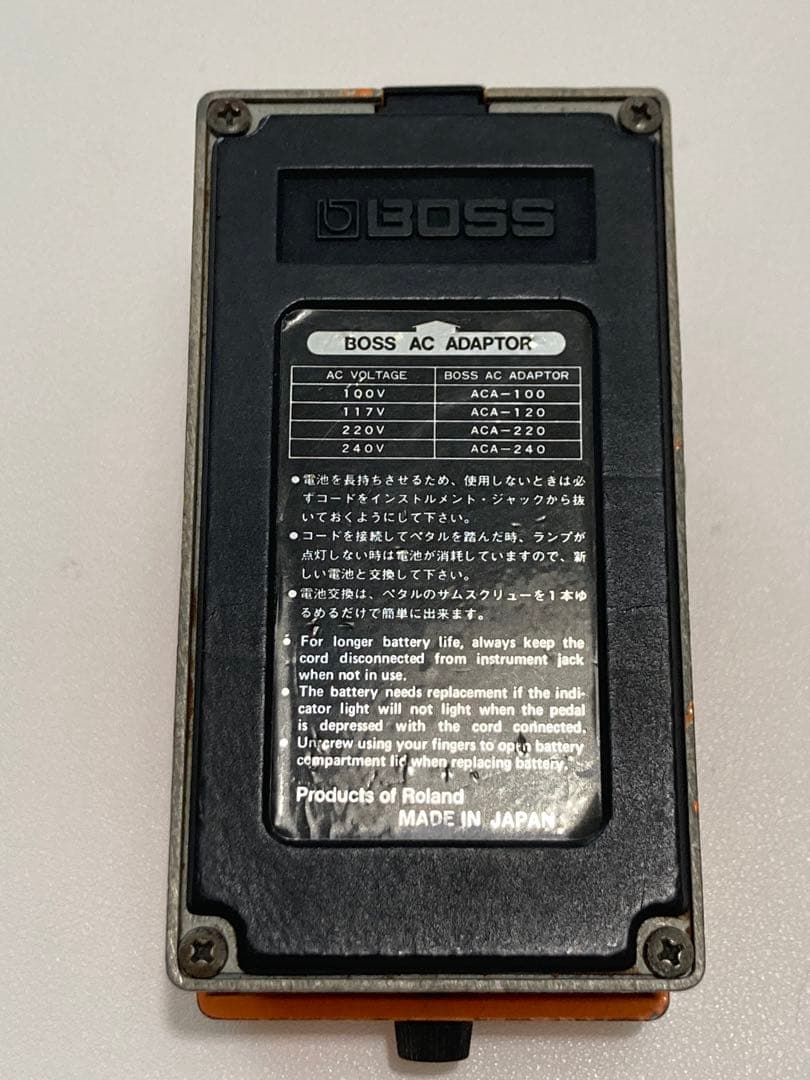 BOSS
BOSS AC ADAPTOR
AC VOLTAGE BOSS AC ADAPTOR
100V ACA-100
117V ACA-120
220V ACA-220
240V ACA-240
●電池を長持ちさせるため、使用しないときは必
ずコードをインストルメント・ジャックから抜
いておくようにして下さい。
●コードを接続してペタルを踏んだ時、ランプが
点灯しない時は電池が消耗していますので、新
しい電池と交換して下さい。
●電池交換は、ペタルのサムスクリューを1本ゆ
るめるだけで簡単に出来ます。
● For longer battery life, always keep the
cord disconnected from instrument jack
when not in use.
● The battery needs replacement if the indi-
cator light will not light when the pedal
is depressed with the cord connected.
● Unscrew using your fingers to open battery
compartment lid when replacing battery.
Products of Roland
MADE IN JAPAN